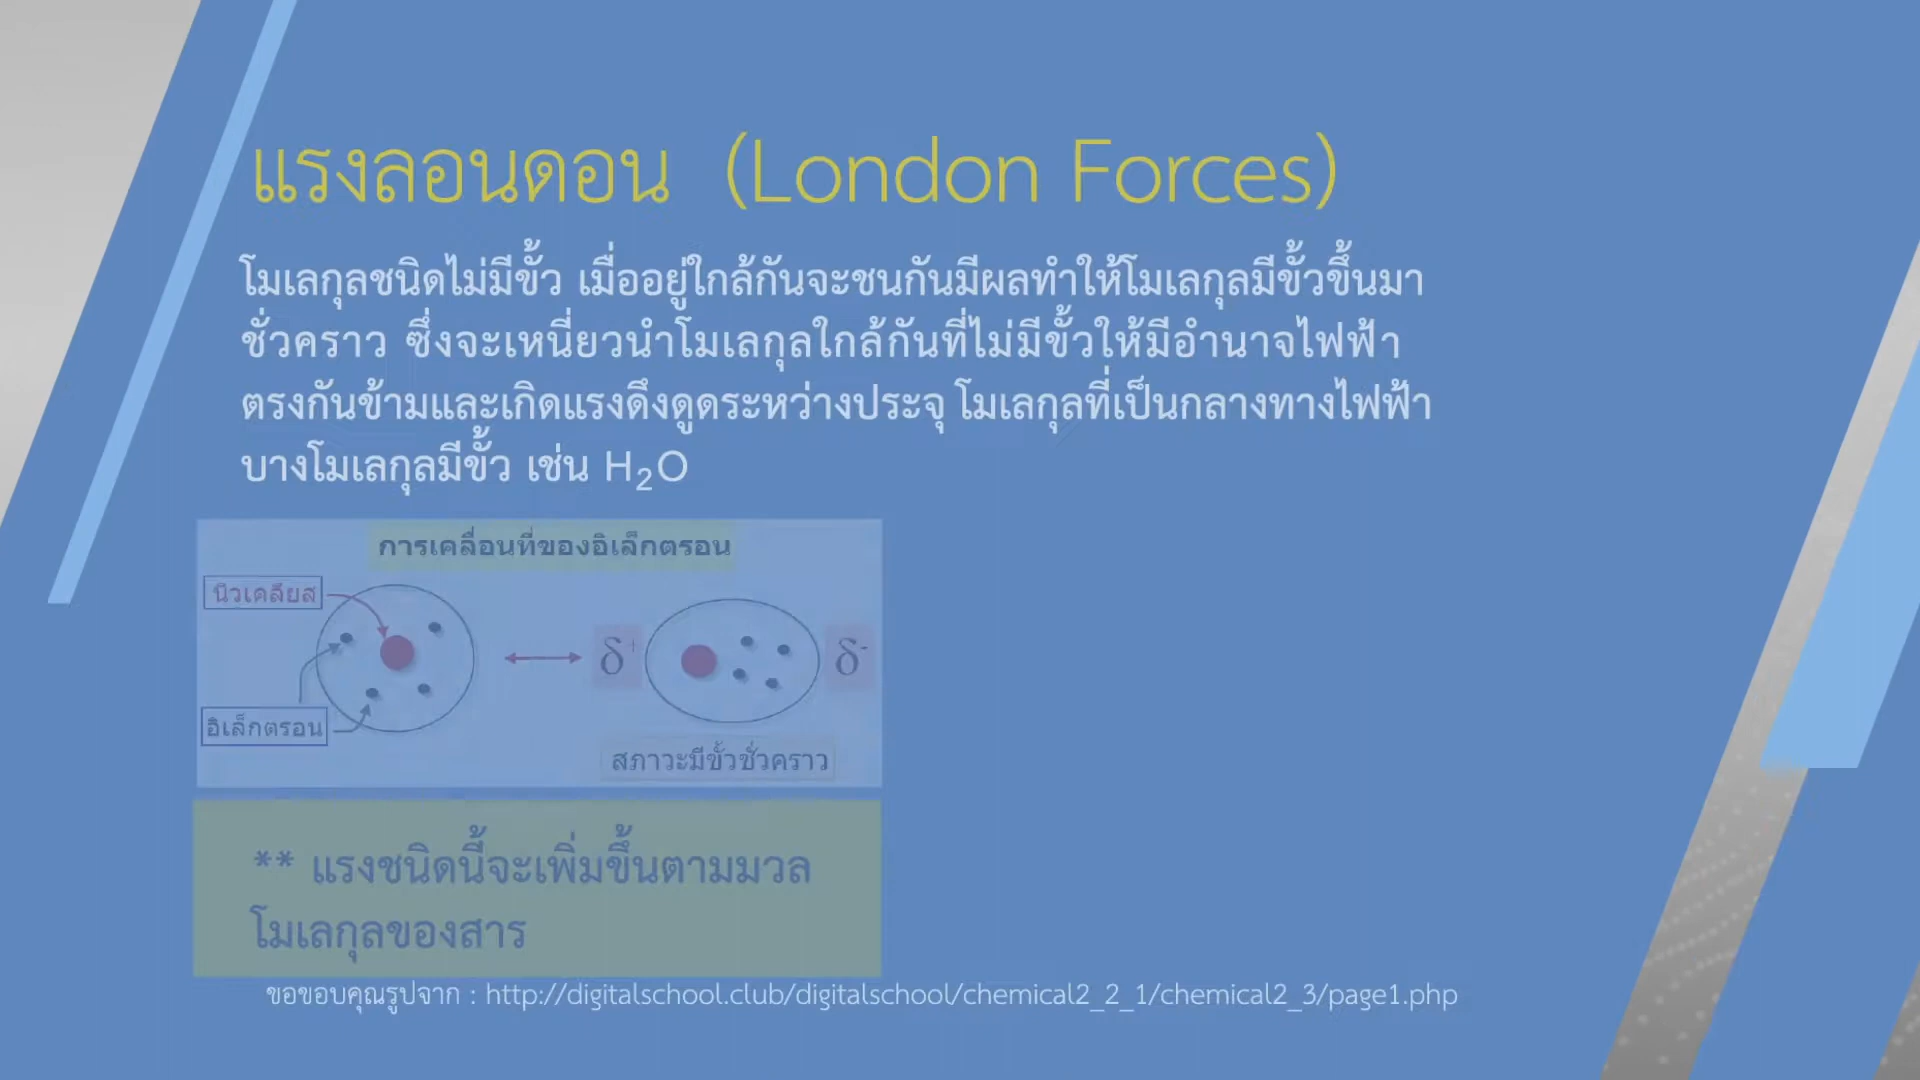 แรงลอนดอน (London Forces)
โมเลกุลชนิดไม่มีขั้ว เมื่ออยู่ใกล้กันจะชนกันมีผลทำให้โมเลกุลมีขั้วขึ้นมา
ชั่วคราว ซึ่งจะเหนี่ยวนำโมเลกุลใกล้กันที่ไม่มีขั้วให้มีอำนาจไฟฟ้า
ตรงกันข้ามและเกิดแรงดึงดูดระหว่างประจุ โมเลกุลที่เป็นกลางทางไฟฟ้า
บางโมเลกุลมีขั้ว เช่น H₂O
การเคลื่อนที่ของอิเล็กตรอน
นิวเคลียส
δ⁺
δ⁻
อิเล็กตรอน
สภาวะมีขั้วชั่วคราว
** แรงชนิดนี้จะเพิ่มขึ้นตามมวล
โมเลกุลของสาร
ขอขอบคุณรูปจาก : http://digitalschool.club/digitalschool/chemical2_2_1/chemical2_3/page1.php